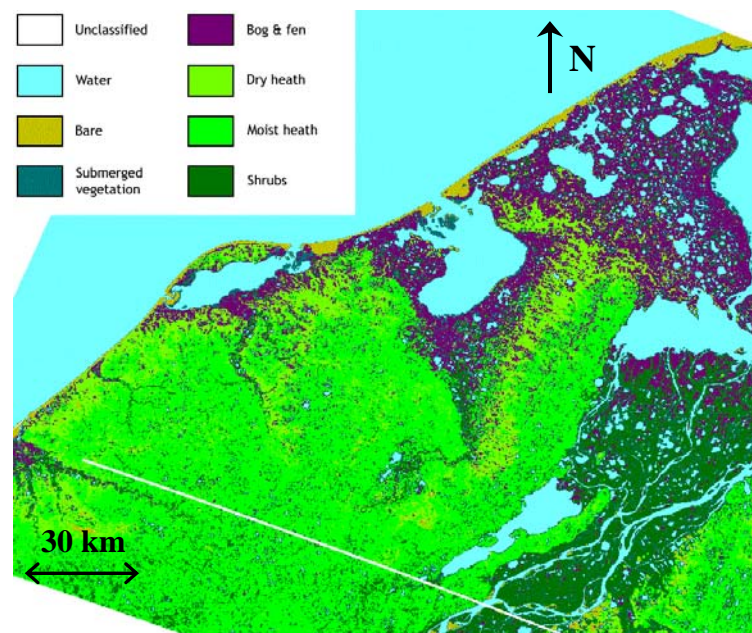 Unclassified
Water
Bare
Submerged
vegetation
Bog & fen
Dry heath
Moist heath
Shrubs
N
30 km